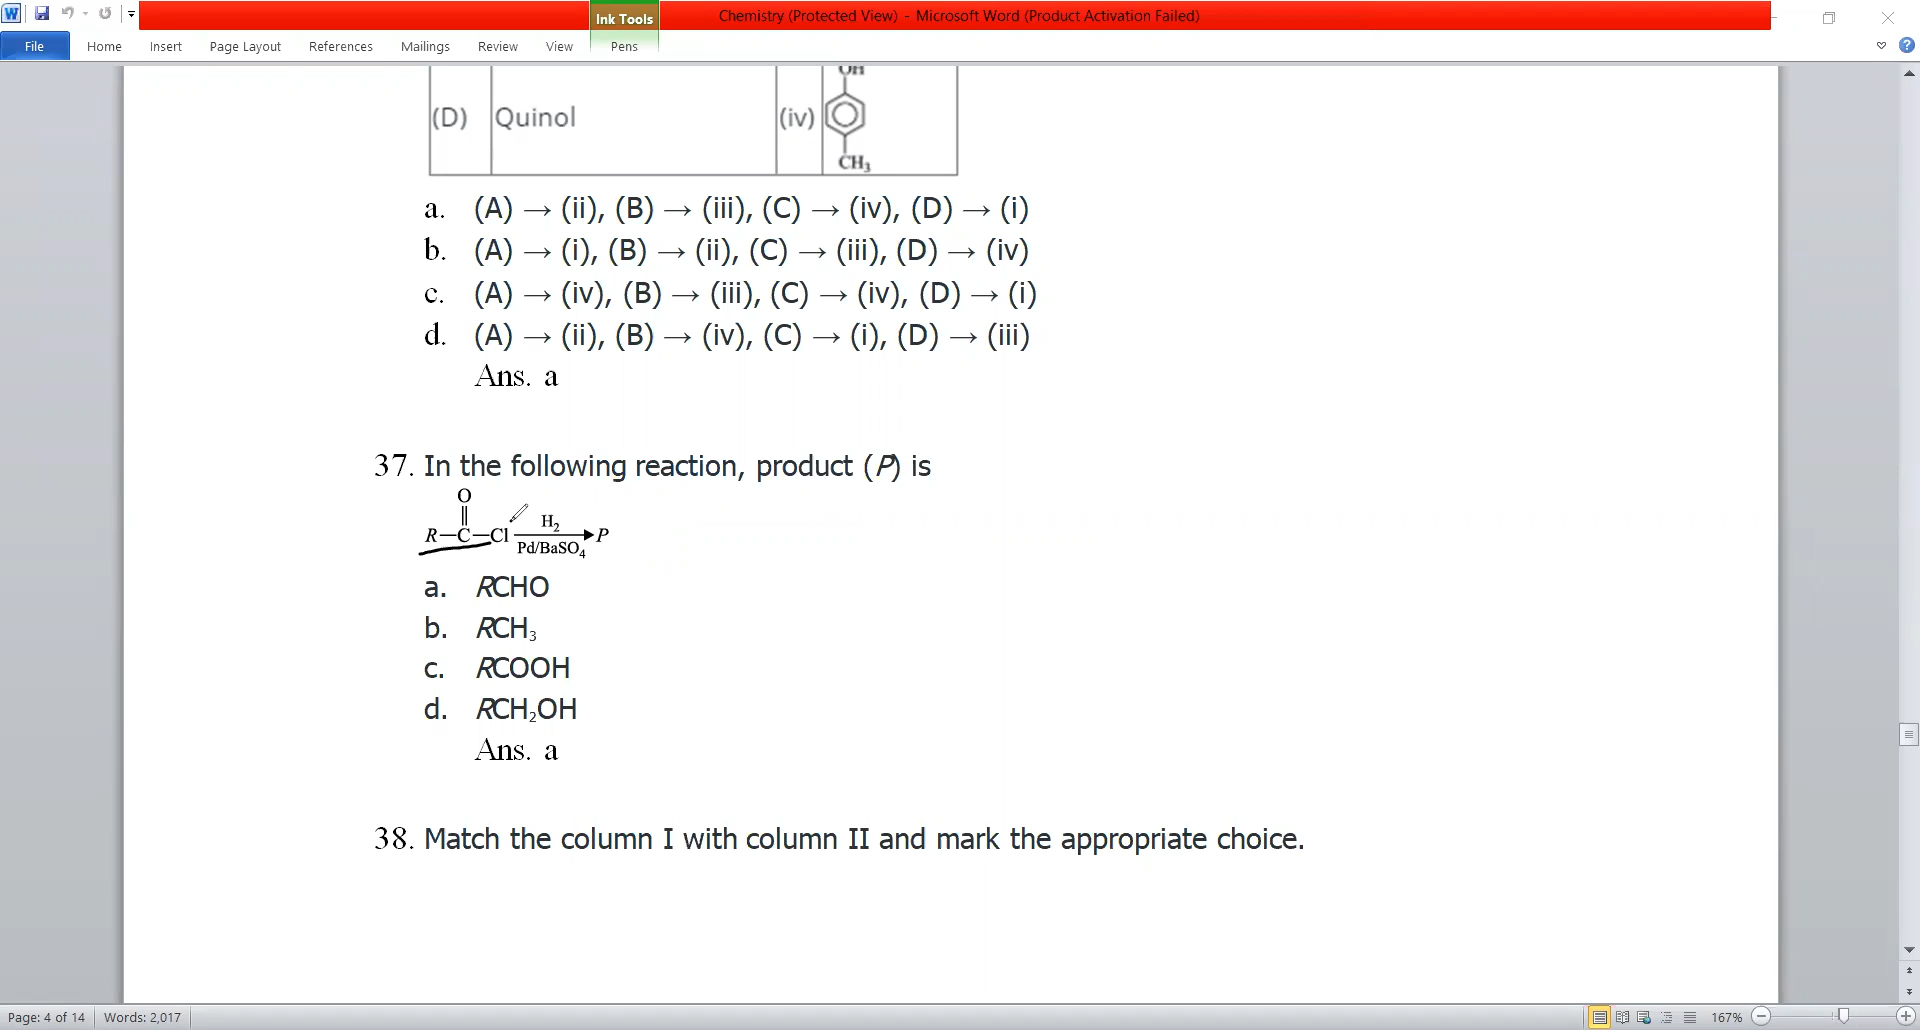 Ink Tools
Chemistry (Protected View) - Microsoft Word (Product Activation Failed)
File Home Insert Page Layout References Mailings Review View Pens
OH
(D) Quinol (iv)
CH3
a. (A) → (ii), (B) → (iii), (C) → (iv), (D) → (i)
b. (A) → (i), (B) → (ii), (C) → (iii), (D) → (iv)
c. (A) → (iv), (B) → (iii), (C) → (iv), (D) → (i)
d. (A) → (ii), (B) → (iv), (C) → (i), (D) → (iii)
Ans. a
37. In the following reaction, product (P) is
O
H2
R—C—Cl → P
Pd/BaSO4
a. RCHO
b. RCH3
c. RCOOH
d. RCH2OH
Ans. a
38. Match the column I with column II and mark the appropriate choice.
Page: 4 of 14 Words: 2,017 167%